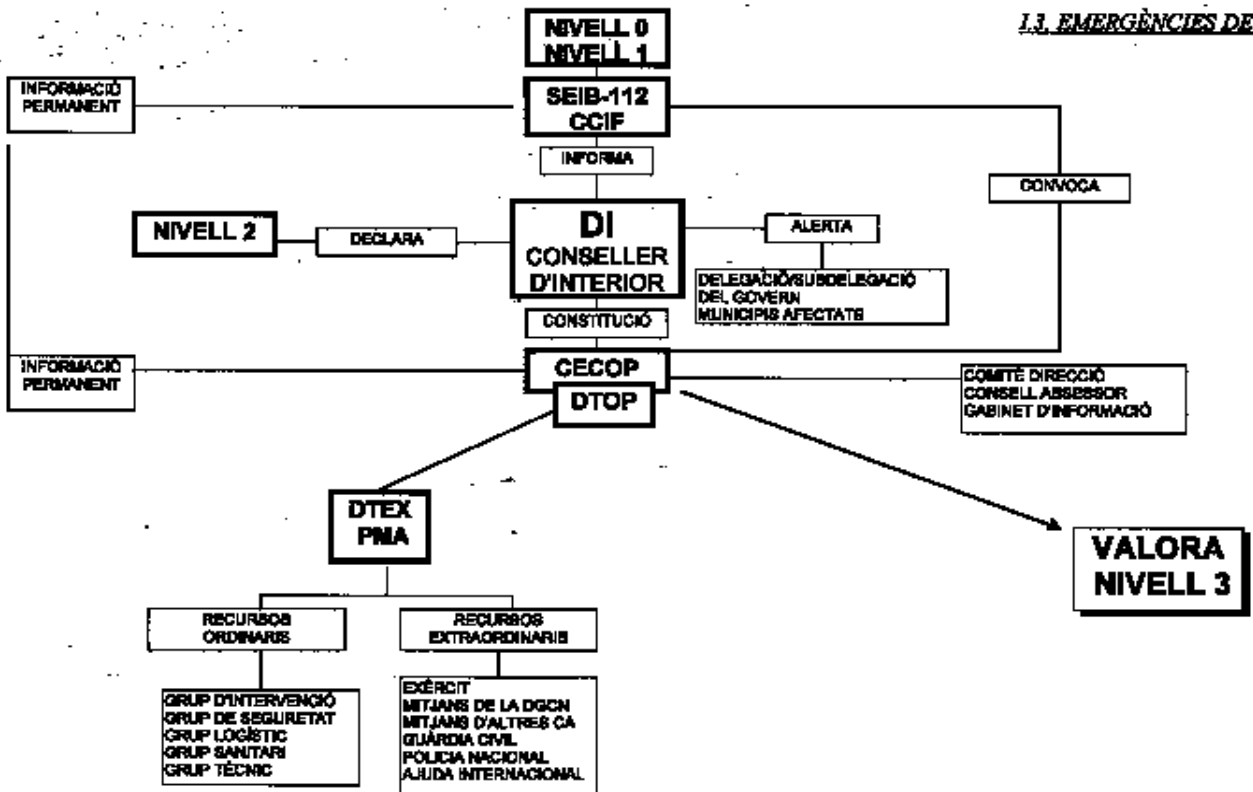 I.3. EMERGÈNCIES DE
NIVELL 0
NIVELL 1
INFORMACIÓ
PERMANENT
SEIB-112
CCIF
INFORMA
CONVOCA
NIVELL 2
DECLARA
DI
CONSELLER
D'INTERIOR
ALERTA
DELEGACIÓ/SUBDELEGACIÓ
DEL GOVERN
MUNICIPIS AFECTATS
CONSTITUCIÓ
INFORMACIÓ
PERMANENT
CECOP
DTOP
COMITÈ DIRECCIÓ
CONSELL ASSESSOR
GABINET D'INFORMACIÓ
DTEX
PMA
VALORA
NIVELL 3
RECURSOS
ORDINARIS
RECURSOS
EXTRAORDINARIS
GRUP D'INTERVENCIÓ
GRUP DE SEGURETAT
GRUP LOGÍSTIC
GRUP SANITARI
GRUP TÈCNIC
EXÈRCIT
MITJANS DE LA DGCN
MITJANS D'ALTRES CA
GUÀRDIA CIVIL
POLICIA NACIONAL
AJUDA INTERNACIONAL